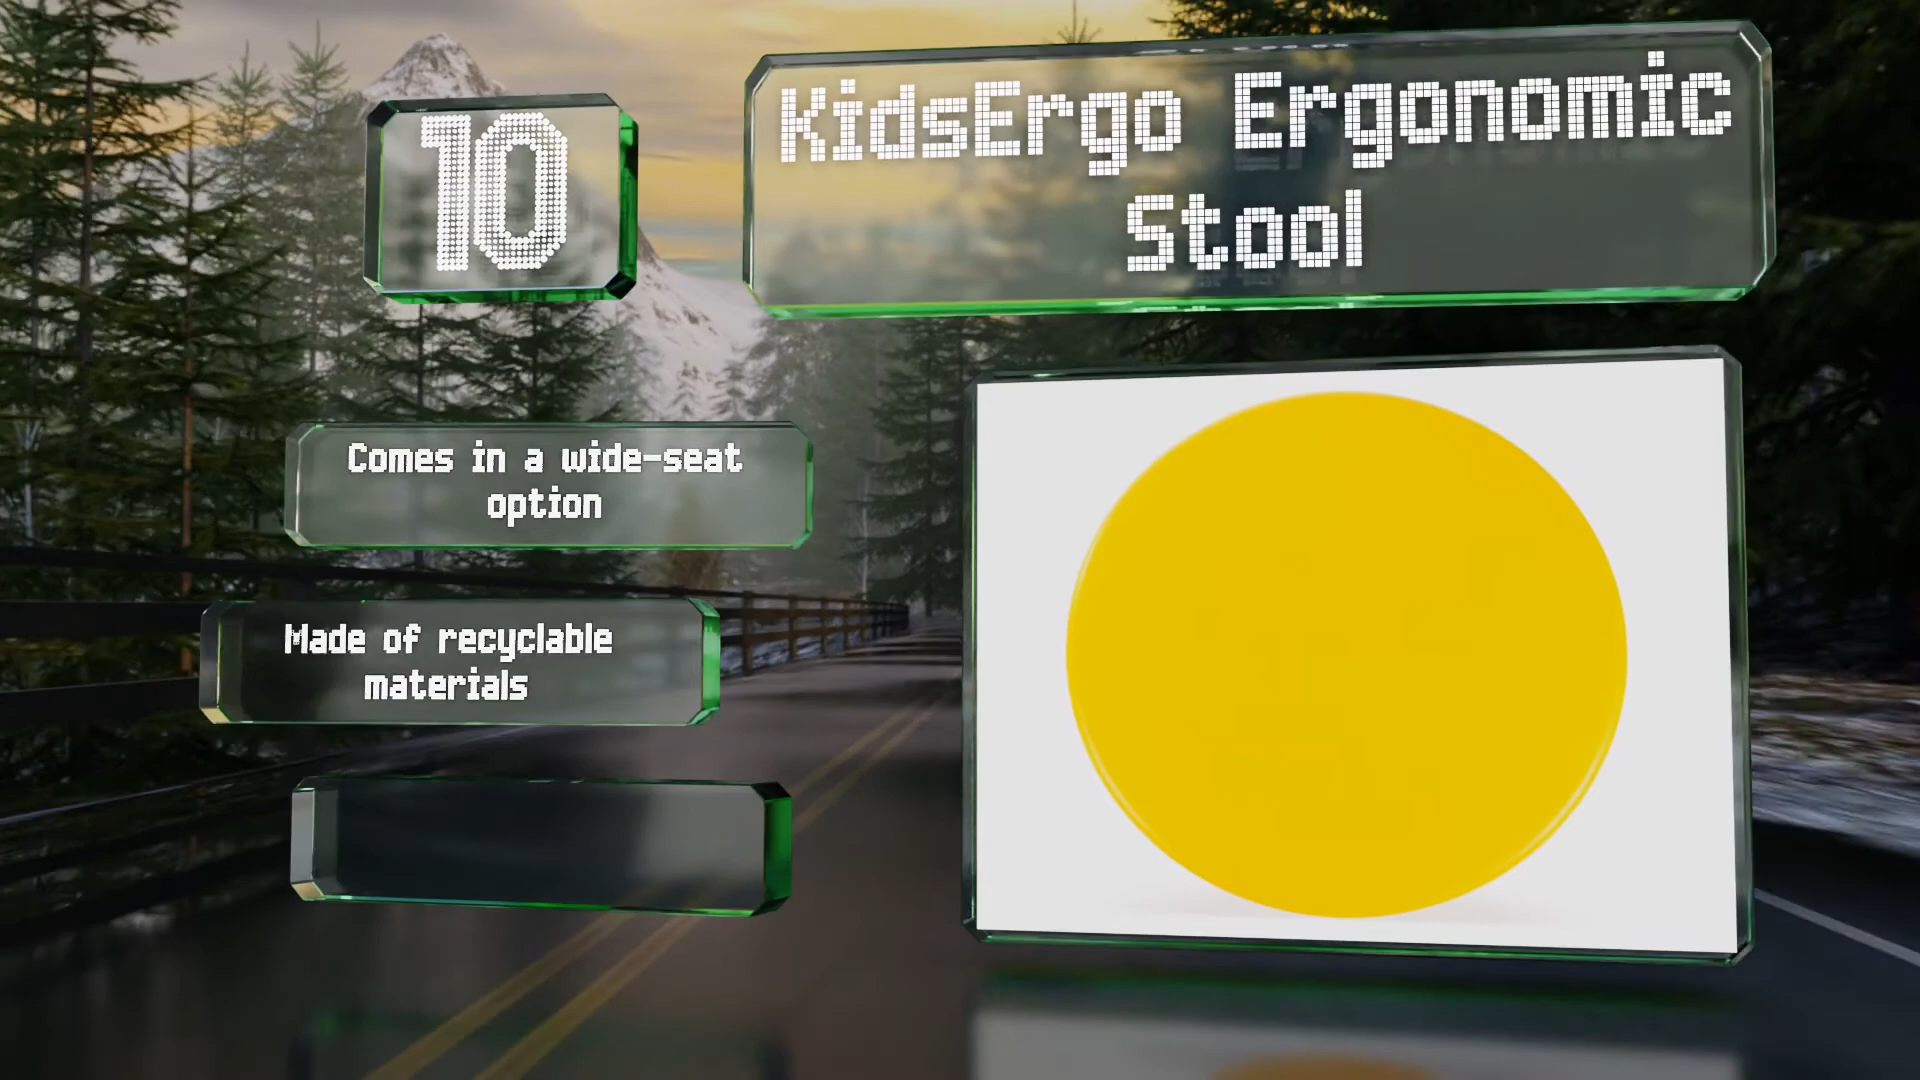 10
KidsErgo Ergonomic
Stool
Comes in a wide-seat
option
Made of recyclable
materials